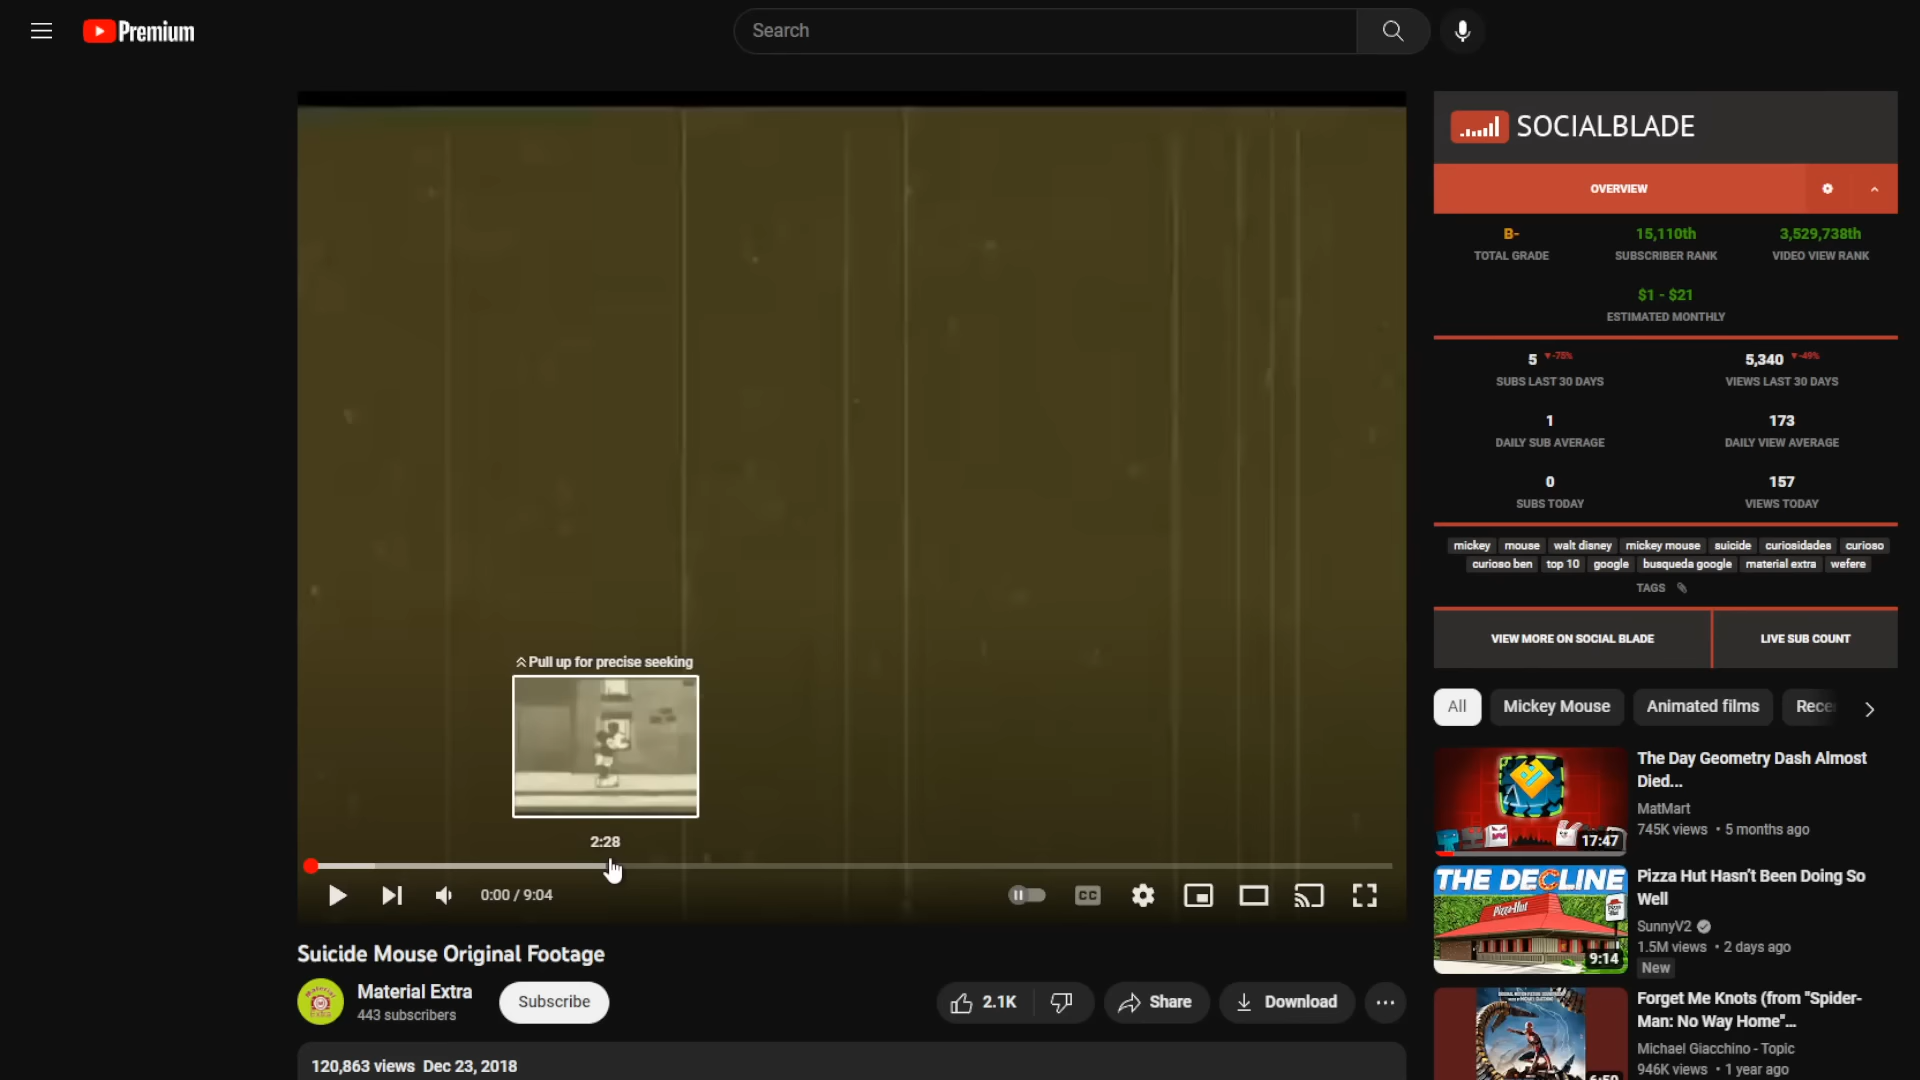 Premium
Search
Pull up for precise seeking
2:28
0:00 / 9:04
CC
Suicide Mouse Original Footage
Material Extra
443 subscribers
Subscribe
2.1K
Share
Download
120,863 views Dec 23, 2018
SOCIALBLADE
OVERVIEW
B- 15,110th 3,529,738th
TOTAL GRADE SUBSCRIBER RANK VIDEO VIEW RANK
$1 - $21
ESTIMATED MONTHLY
5 -75% 5,340 -49%
SUBS LAST 30 DAYS VIEWS LAST 30 DAYS
1 173
DAILY SUB AVERAGE DAILY VIEW AVERAGE
0 157
SUBS TODAY VIEWS TODAY
mickey mouse walt disney mickey mouse suicide curiosidades curioso
curioso ben top 10 google busqueda google material extra wefere
TAGS
VIEW MORE ON SOCIAL BLADE LIVE SUB COUNT
All Mickey Mouse Animated films Rece
17:47
The Day Geometry Dash Almost
Died...
MatMart
745K views • 5 months ago
THE DECLINE
Pizza-Hut
9:14
Pizza Hut Hasn't Been Doing So
Well
SunnyV2
1.5M views • 2 days ago
New
Forget Me Knots (from "Spider-
Man: No Way Home"...
Michael Giacchino - Topic
946K views • 1 year ago